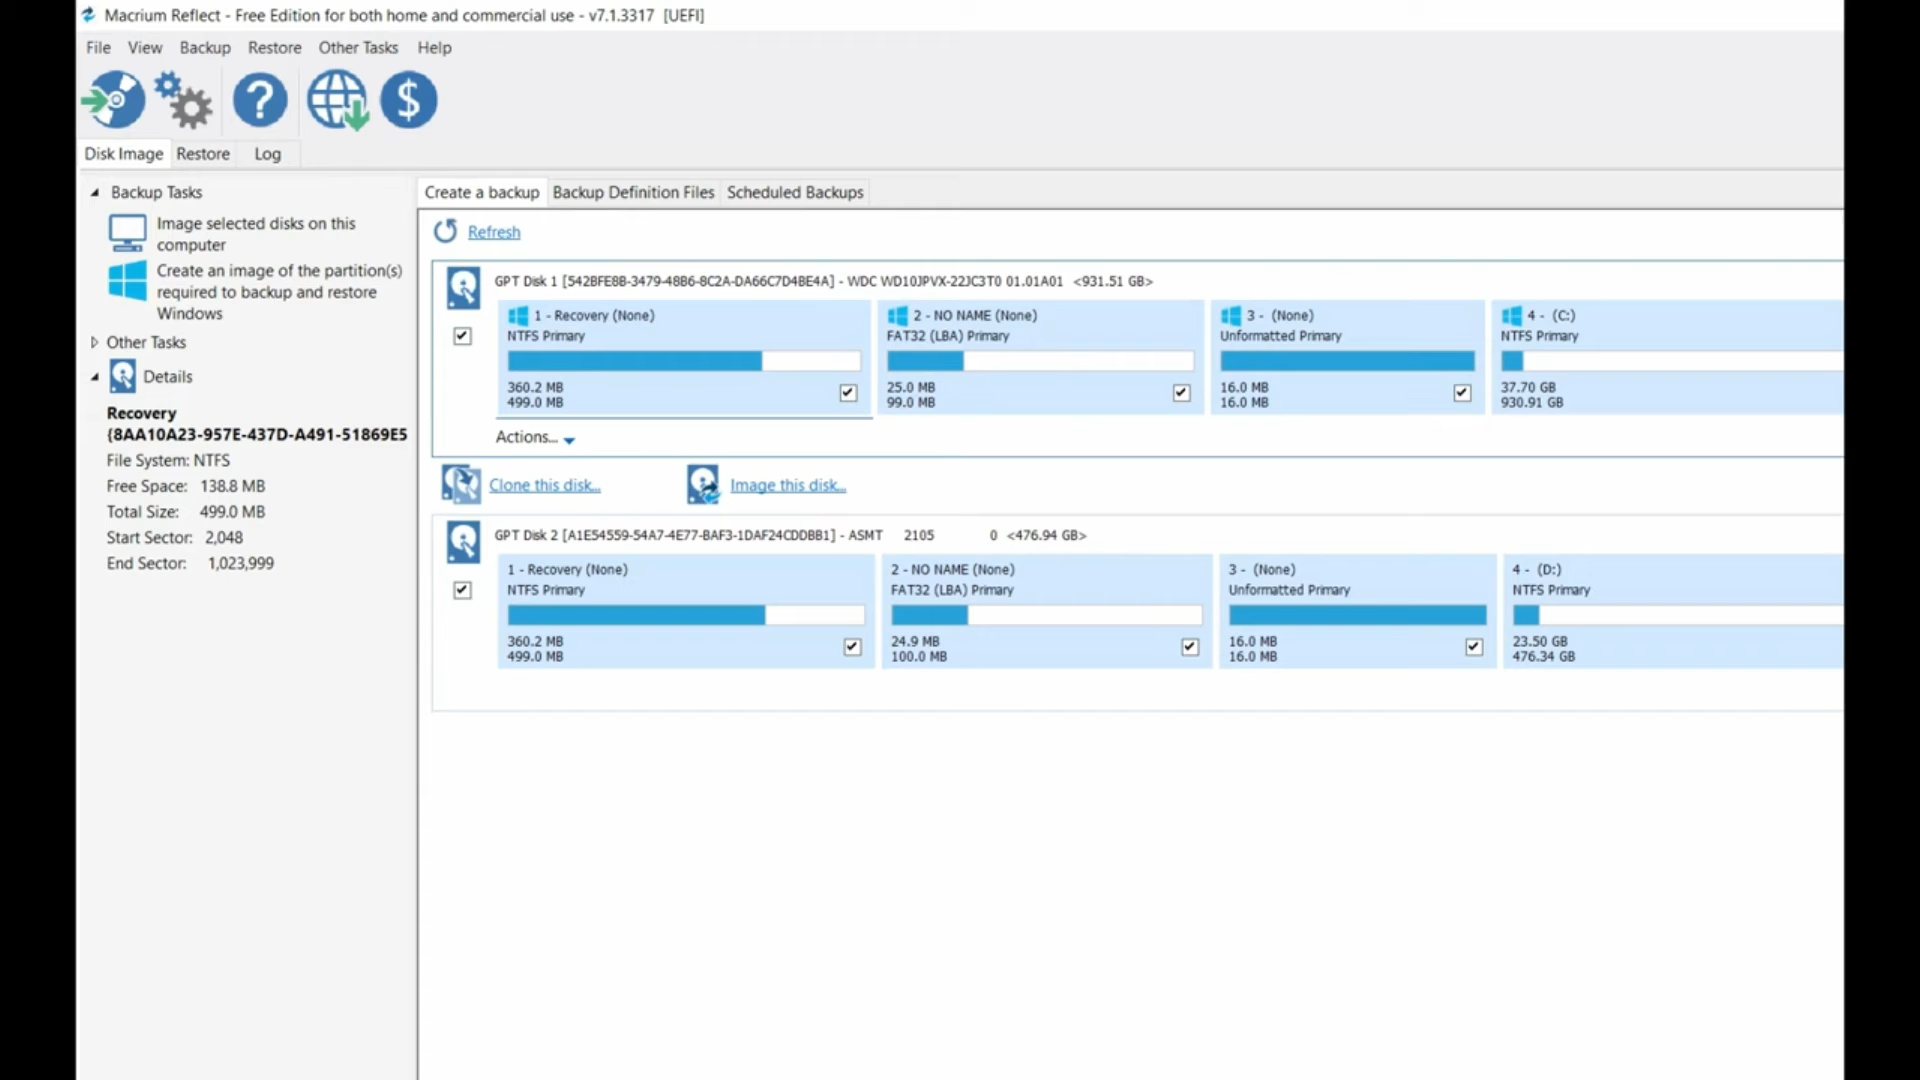 Macrium Reflect - Free Edition for both home and commercial use - v7.1.3317 [UEFI]
File View Backup Restore Other Tasks Help
Disk Image Restore Log
Backup Tasks
Image selected disks on this
computer
Create an image of the partition(s)
required to backup and restore
Windows
Other Tasks
Details
Recovery
{8AA10A23-957E-437D-A491-51869E5
File System: NTFS
Free Space: 138.8 MB
Total Size: 499.0 MB
Start Sector: 2,048
End Sector: 1,023,999
Create a backup Backup Definition Files Scheduled Backups
Refresh
GPT Disk 1 [542BFE8B-3479-48B6-8C2A-DA66C7D4BE4A] - WDC WD10JPVX-22JC3T0 01.01A01 <931.51 GB>
1 - Recovery (None)
NTFS Primary
360.2 MB
499.0 MB
2 - NO NAME (None)
FAT32 (LBA) Primary
25.0 MB
99.0 MB
3 - (None)
Unformatted Primary
16.0 MB
16.0 MB
4 - (C:)
NTFS Primary
37.70 GB
930.91 GB
Actions...
Clone this disk... Image this disk...
GPT Disk 2 [A1E54559-54A7-4E77-BAF3-1DAF24CDDBB1] - ASMT 2105 0 <476.94 GB>
1 - Recovery (None)
NTFS Primary
360.2 MB
499.0 MB
2 - NO NAME (None)
FAT32 (LBA) Primary
24.9 MB
100.0 MB
3 - (None)
Unformatted Primary
16.0 MB
16.0 MB
4 - (D:)
NTFS Primary
23.50 GB
476.34 GB